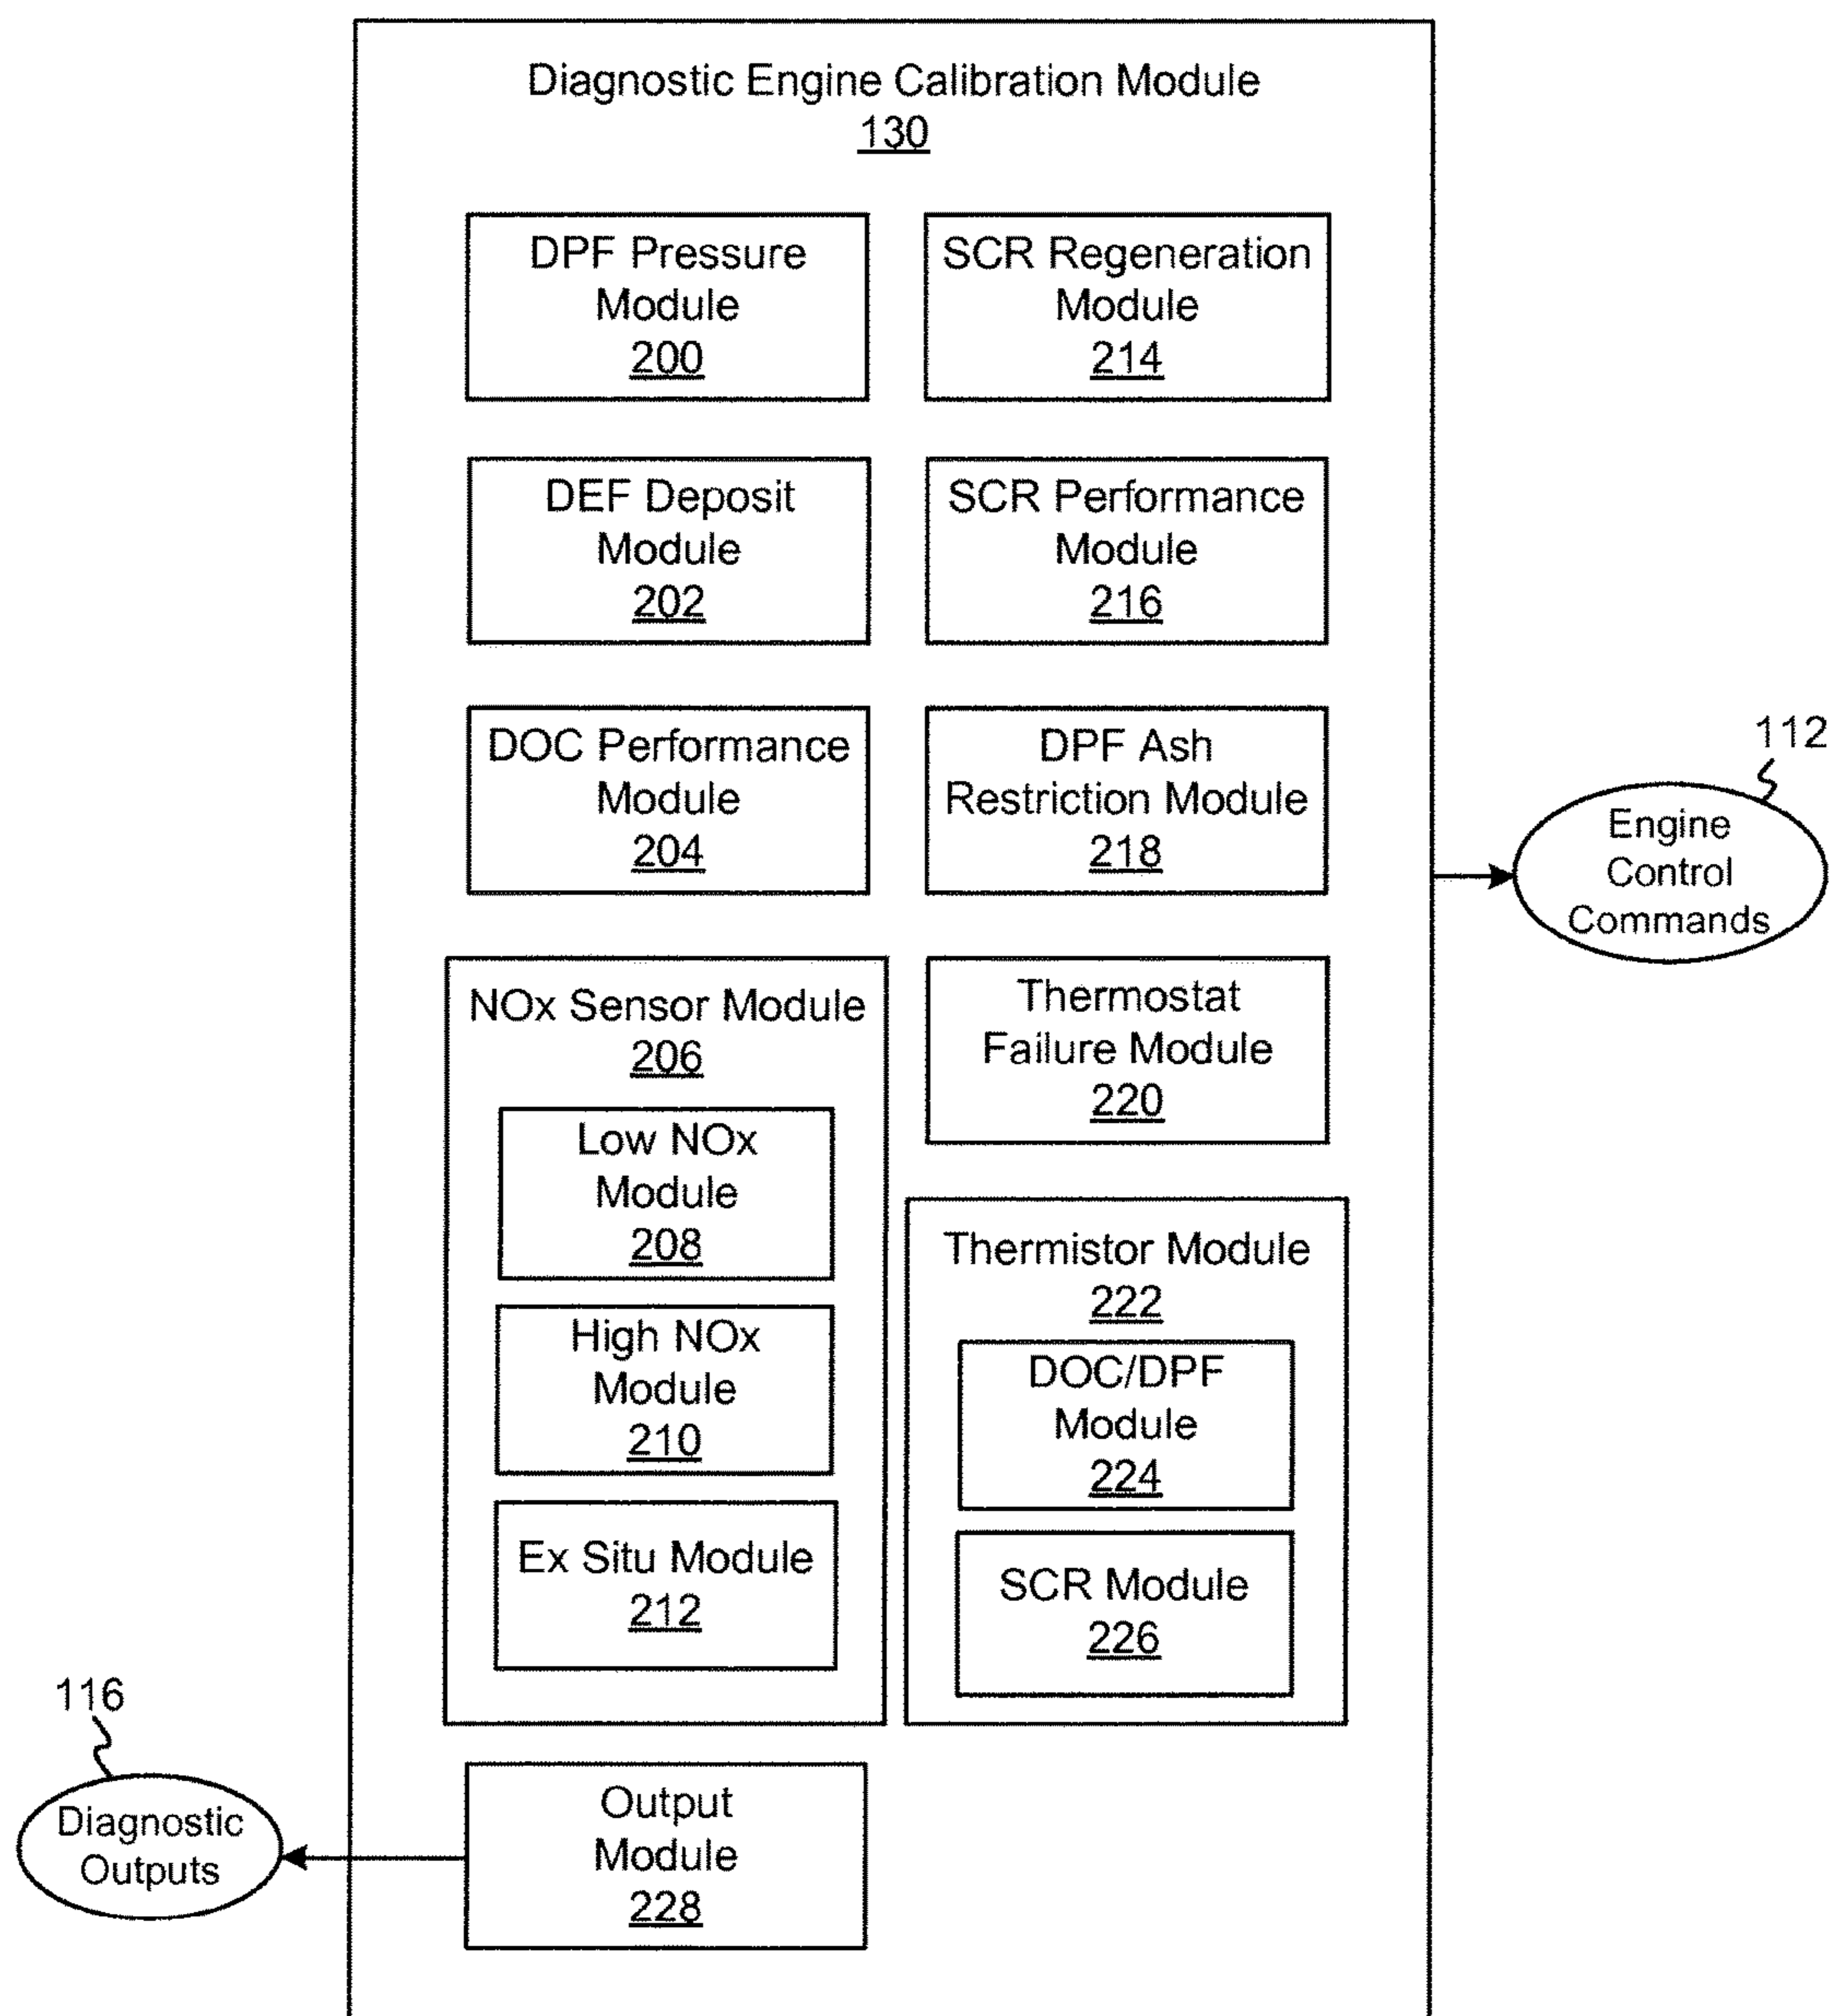 Diagnostic Engine Calibration Module
130
DPF Pressure
Module
200
SCR Regeneration
Module
214
DEF Deposit
Module
202
SCR Performance
Module
216
DOC Performance
Module
204
DPF Ash
Restriction Module
218
112
Engine
Control
Commands
NOx Sensor Module
206
Low NOx
Module
208
High NOx
Module
210
Ex Situ Module
212
Thermostat
Failure Module
220
Thermistor Module
222
DOC/DPF
Module
224
SCR Module
226
116
Diagnostic
Outputs
Output
Module
228